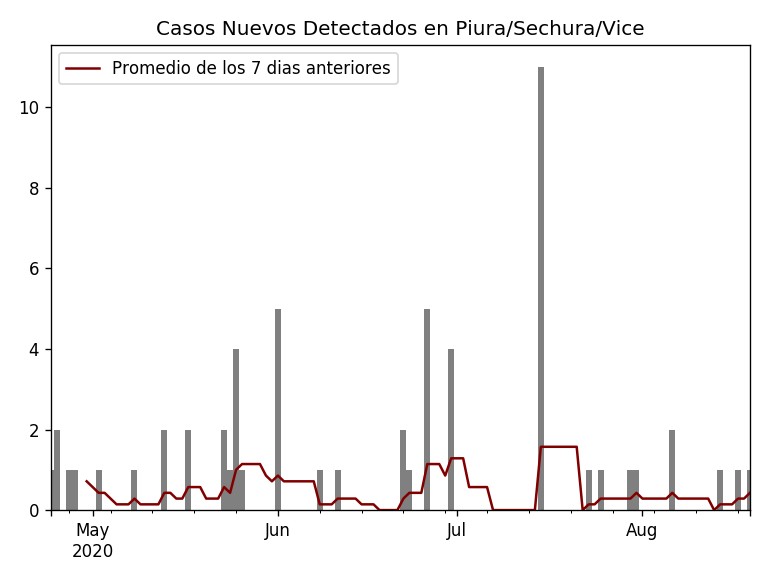 Casos Nuevos Detectados en Piura/Sechura/Vice
Promedio de los 7 dias anteriores
10
8
6
4
2
0
May
2020
Jun
Jul
Aug